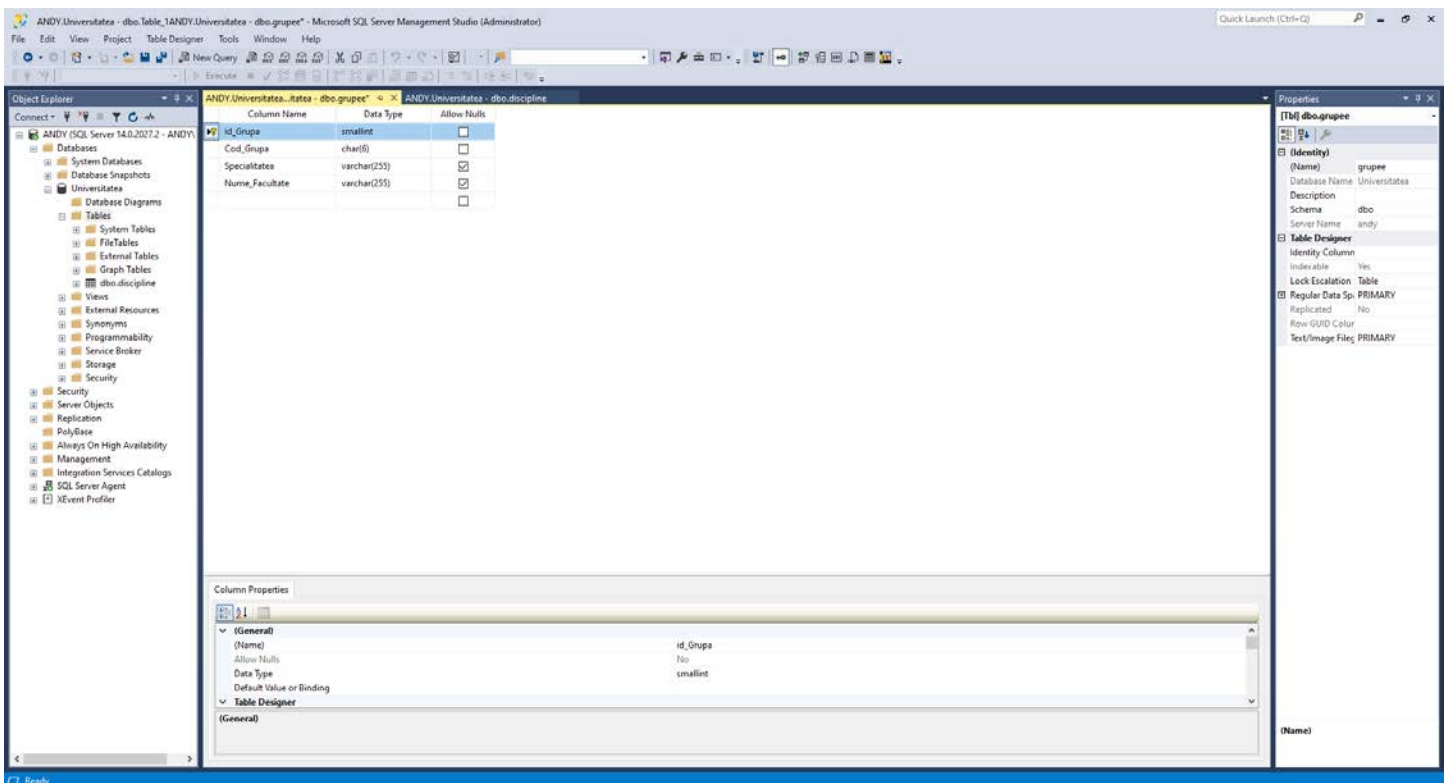 ANDY.Universitatea - dbo.Table_1ANDY.Universitatea - dbo.grupee* - Microsoft SQL Server Management Studio (Administrator)
Quick Launch (Ctrl+Q)
File Edit View Project Table Designer Tools Window Help
New Query
Execute
Object Explorer
Connect
ANDY (SQL Server 14.0.2027.2 - ANDY\
Databases
System Databases
Database Snapshots
Universitatea
Database Diagrams
Tables
System Tables
FileTables
External Tables
Graph Tables
dbo.discipline
Views
External Resources
Synonyms
Programmability
Service Broker
Storage
Security
Security
Server Objects
Replication
PolyBase
Always On High Availability
Management
Integration Services Catalogs
SQL Server Agent
XEvent Profiler
ANDY.Universitatea...itatea - dbo.grupee* ANDY.Universitatea - dbo.discipline
Column Name Data Type Allow Nulls
id_Grupa smallint
Cod_Grupa char(6)
Specialitatea varchar(255)
Nume_Facultate varchar(255)
Column Properties
(General)
(Name) id_Grupa
Allow Nulls No
Data Type smallint
Default Value or Binding
Table Designer
(General)
Properties
[Tbl] dbo.grupee
(Identity)
(Name) grupee
Database Name Universitatea
Description
Schema dbo
Server Name andy
Table Designer
Identity Column
Indexable Yes
Lock Escalation Table
Regular Data Sp PRIMARY
Replicated No
Row GUID Colur
Text/Image Fileg PRIMARY
(Name)
Ready